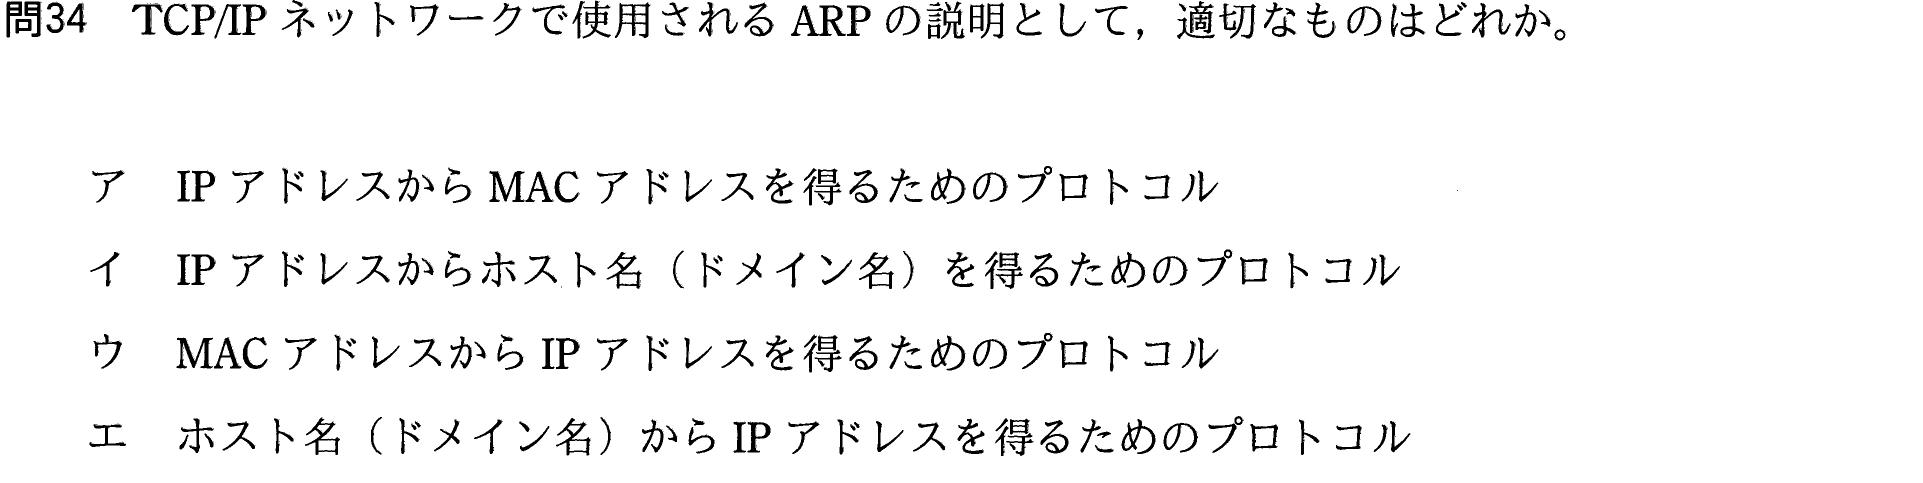 問34　TCP/IP ネットワークで使用される ARP の説明として，適切なものはどれか。
ア　IP アドレスから MAC アドレスを得るためのプロトコル
イ　IP アドレスからホスト名（ドメイン名）を得るためのプロトコル
ウ　MAC アドレスから IP アドレスを得るためのプロトコル
エ　ホスト名（ドメイン名）から IP アドレスを得るためのプロトコル